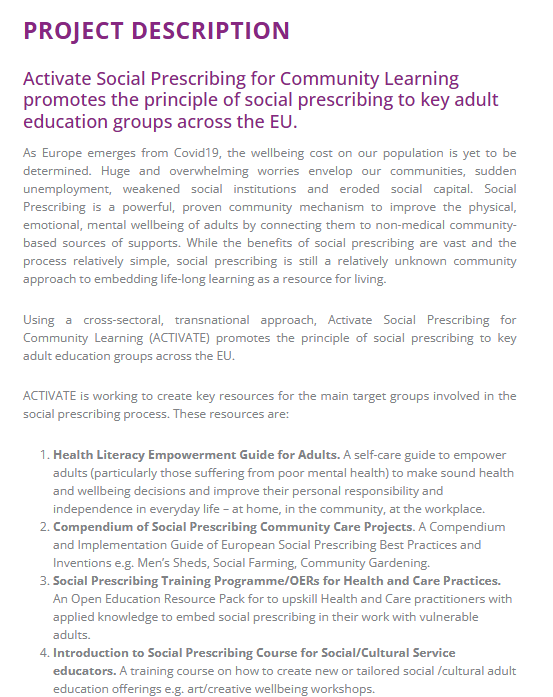 PROJECT DESCRIPTION
Activate Social Prescribing for Community Learning
promotes the principle of social prescribing to key adult
education groups across the EU.
As Europe emerges from Covid19, the wellbeing cost on our population is yet to be
determined. Huge and overwhelming worries envelop our communities, sudden
unemployment, weakened social institutions and eroded social capital. Social
Prescribing is a powerful, proven community mechanism to improve the physical,
emotional, mental wellbeing of adults by connecting them to non-medical community-
based sources of supports. While the benefits of social prescribing are vast and the
process relatively simple, social prescribing is still a relatively unknown community
approach to embedding life-long learning as a resource for living.
Using a cross-sectoral, transnational approach, Activate Social Prescribing for
Community Learning (ACTIVATE) promotes the principle of social prescribing to key
adult education groups across the EU.
ACTIVATE is working to create key resources for the main target groups involved in the
social prescribing process. These resources are:
1. Health Literacy Empowerment Guide for Adults. A self-care guide to empower
adults (particularly those suffering from poor mental health) to make sound health
and wellbeing decisions and improve their personal responsibility and
independence in everyday life – at home, in the community, at the workplace.
2. Compendium of Social Prescribing Community Care Projects. A Compendium
and Implementation Guide of European Social Prescribing Best Practices and
Inventions e.g. Men's Sheds, Social Farming, Community Gardening.
3. Social Prescribing Training Programme/OERs for Health and Care Practices.
An Open Education Resource Pack for to upskill Health and Care practitioners with
applied knowledge to embed social prescribing in their work with vulnerable
adults.
4. Introduction to Social Prescribing Course for Social/Cultural Service
educators. A training course on how to create new or tailored social /cultural adult
education offerings e.g. art/creative wellbeing workshops.